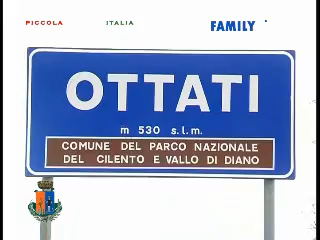 PICCOLA ITALIA FAMILY
OTTATI
m 530 s.l.m.
COMUNE DEL PARCO NAZIONALE
DEL CILENTO E VALLO DI DIANO